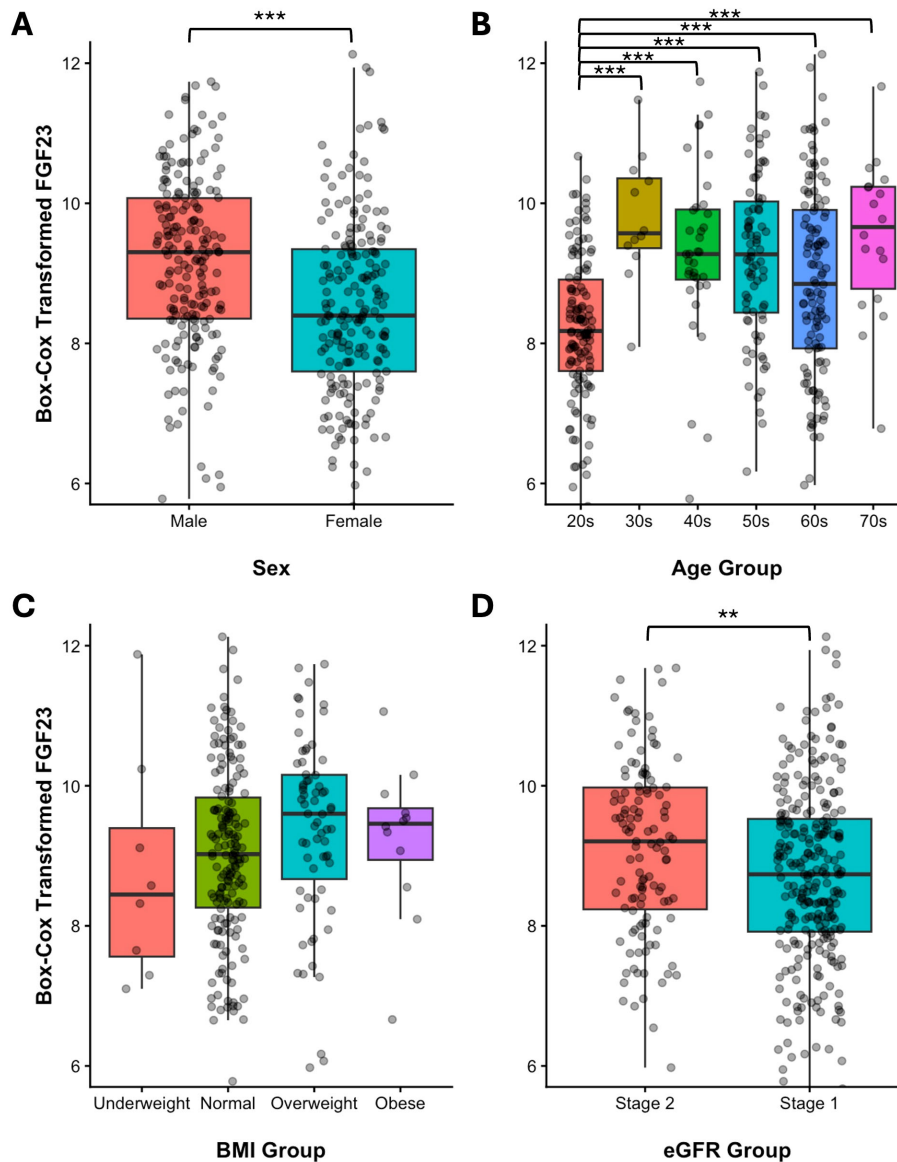 A
***
Box-Cox Transformed FGF23
12
10
8
6
Male Female
Sex
B
***
***
***
***
***
12
10
8
6
20s 30s 40s 50s 60s 70s
Age Group
C
Box-Cox Transformed FGF23
12
10
8
6
Underweight Normal Overweight Obese
BMI Group
D
**
12
10
8
6
Stage 2 Stage 1
eGFR Group